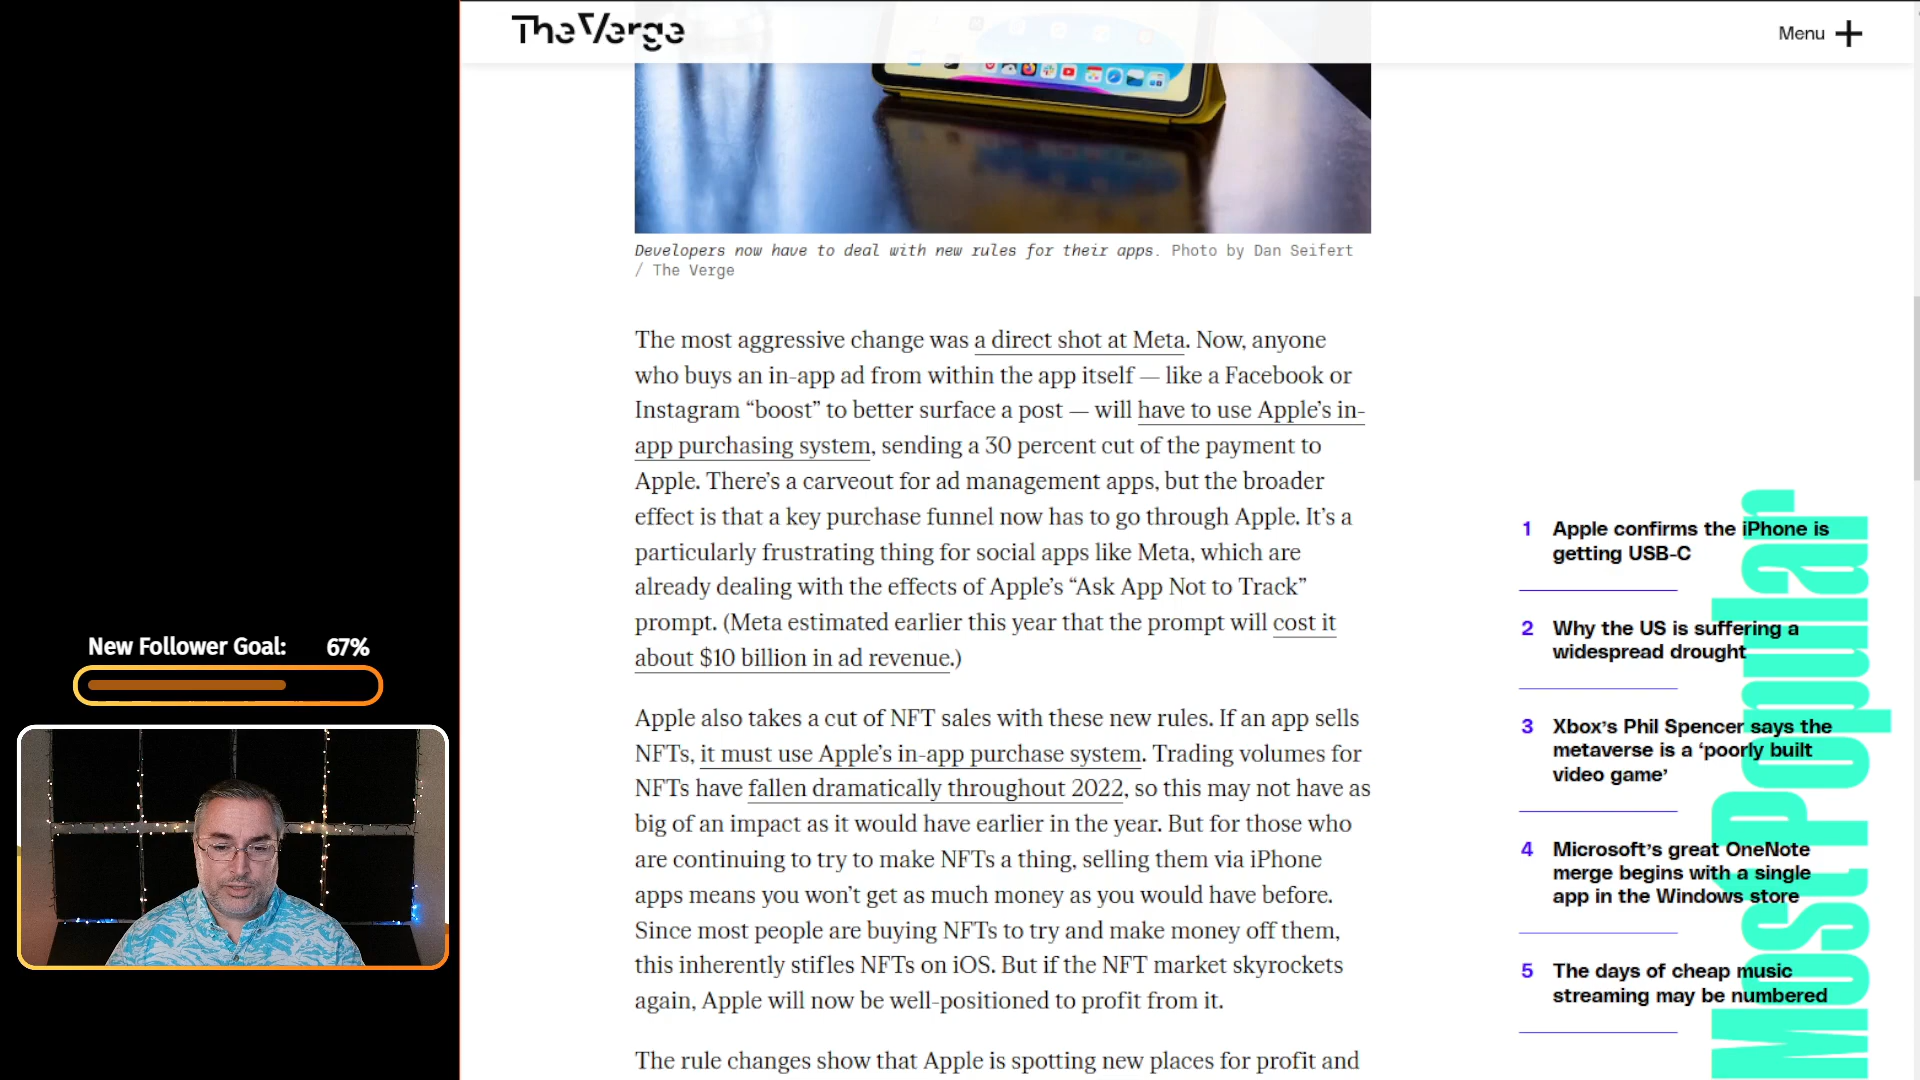 The Verge
Menu
Developers now have to deal with new rules for their apps. Photo by Dan Seifert
/ The Verge
The most aggressive change was a direct shot at Meta. Now, anyone
who buys an in-app ad from within the app itself — like a Facebook or
Instagram “boost” to better surface a post — will have to use Apple’s in-
app purchasing system, sending a 30 percent cut of the payment to
Apple. There’s a carveout for ad management apps, but the broader
effect is that a key purchase funnel now has to go through Apple. It’s a
particularly frustrating thing for social apps like Meta, which are
already dealing with the effects of Apple’s “Ask App Not to Track”
prompt. (Meta estimated earlier this year that the prompt will cost it
about $10 billion in ad revenue.)
Apple also takes a cut of NFT sales with these new rules. If an app sells
NFTs, it must use Apple’s in-app purchase system. Trading volumes for
NFTs have fallen dramatically throughout 2022, so this may not have as
big of an impact as it would have earlier in the year. But for those who
are continuing to try to make NFTs a thing, selling them via iPhone
apps means you won’t get as much money as you would have before.
Since most people are buying NFTs to try and make money off them,
this inherently stifles NFTs on iOS. But if the NFT market skyrockets
again, Apple will now be well-positioned to profit from it.
The rule changes show that Apple is spotting new places for profit and
Most Popular
1 Apple confirms the iPhone is
getting USB-C
2 Why the US is suffering a
widespread drought
3 Xbox’s Phil Spencer says the
metaverse is a ‘poorly built
video game’
4 Microsoft’s great OneNote
merge begins with a single
app in the Windows store
5 The days of cheap music
streaming may be numbered
New Follower Goal: 67%